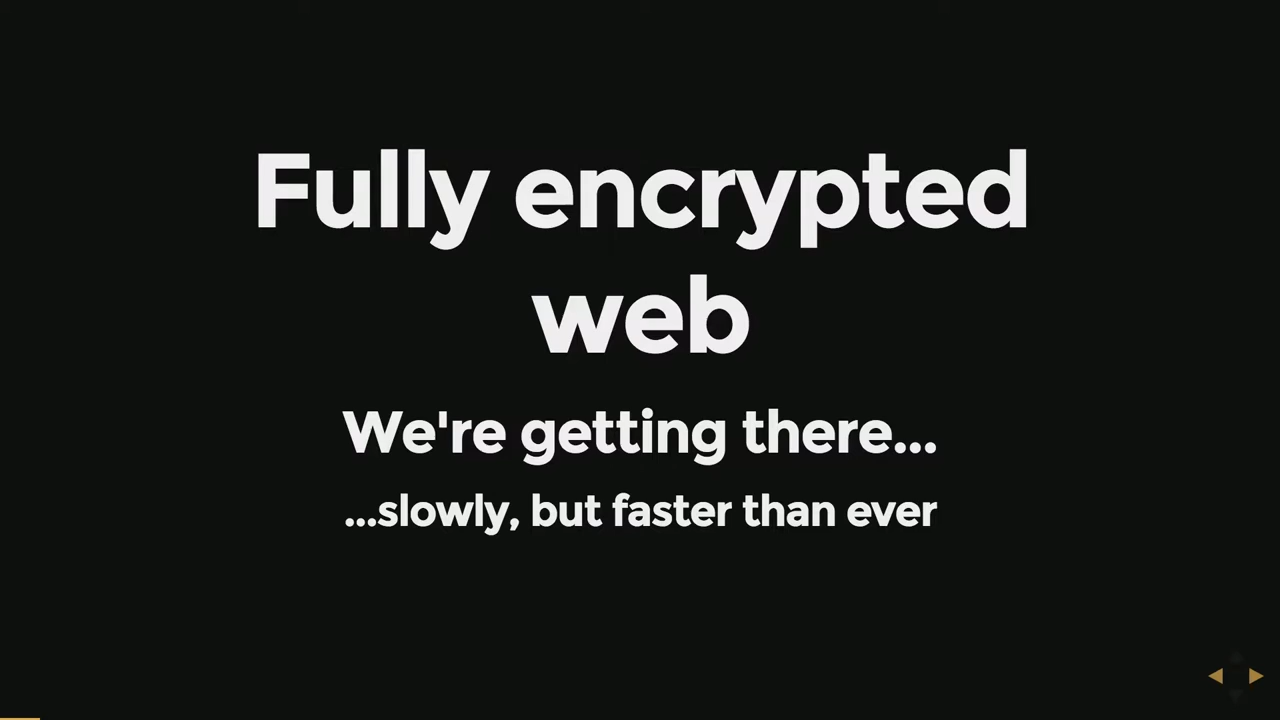 Fully encrypted
web
We're getting there...
...slowly, but faster than ever